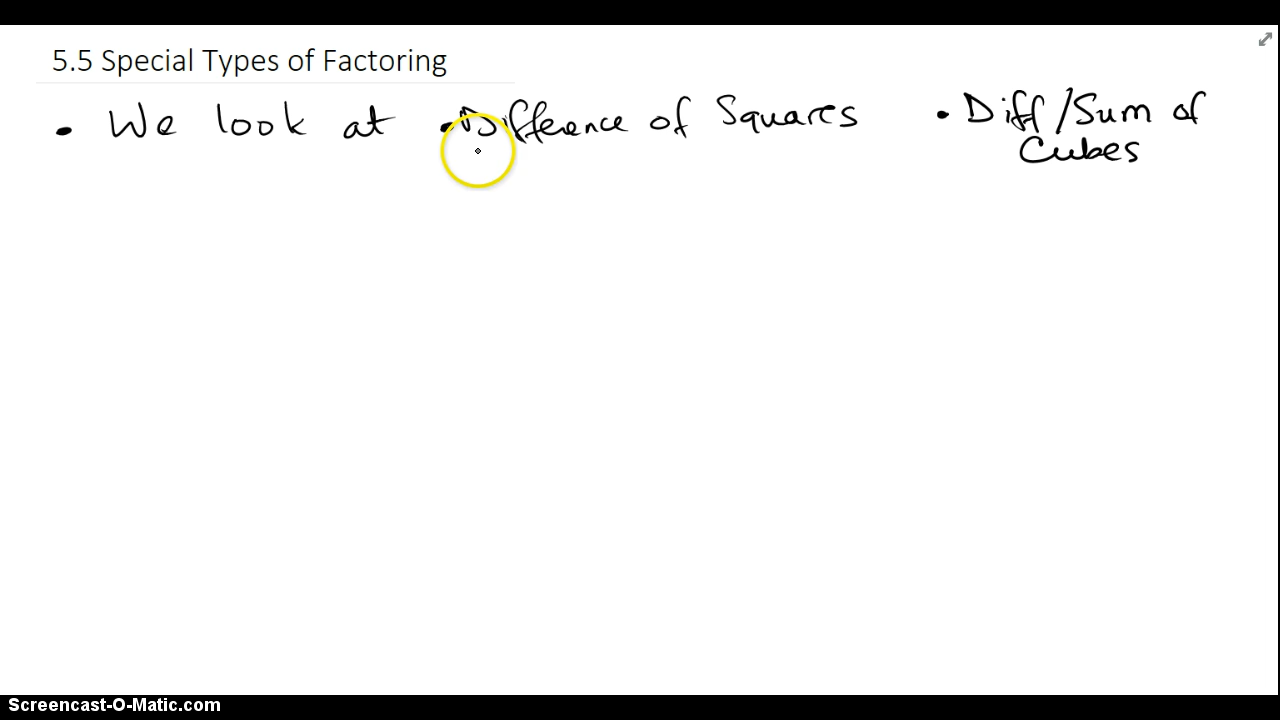 5.5 Special Types of Factoring
• We look at • Difference of Squares • Diff/Sum of
Cubes
Screencast-O-Matic.com